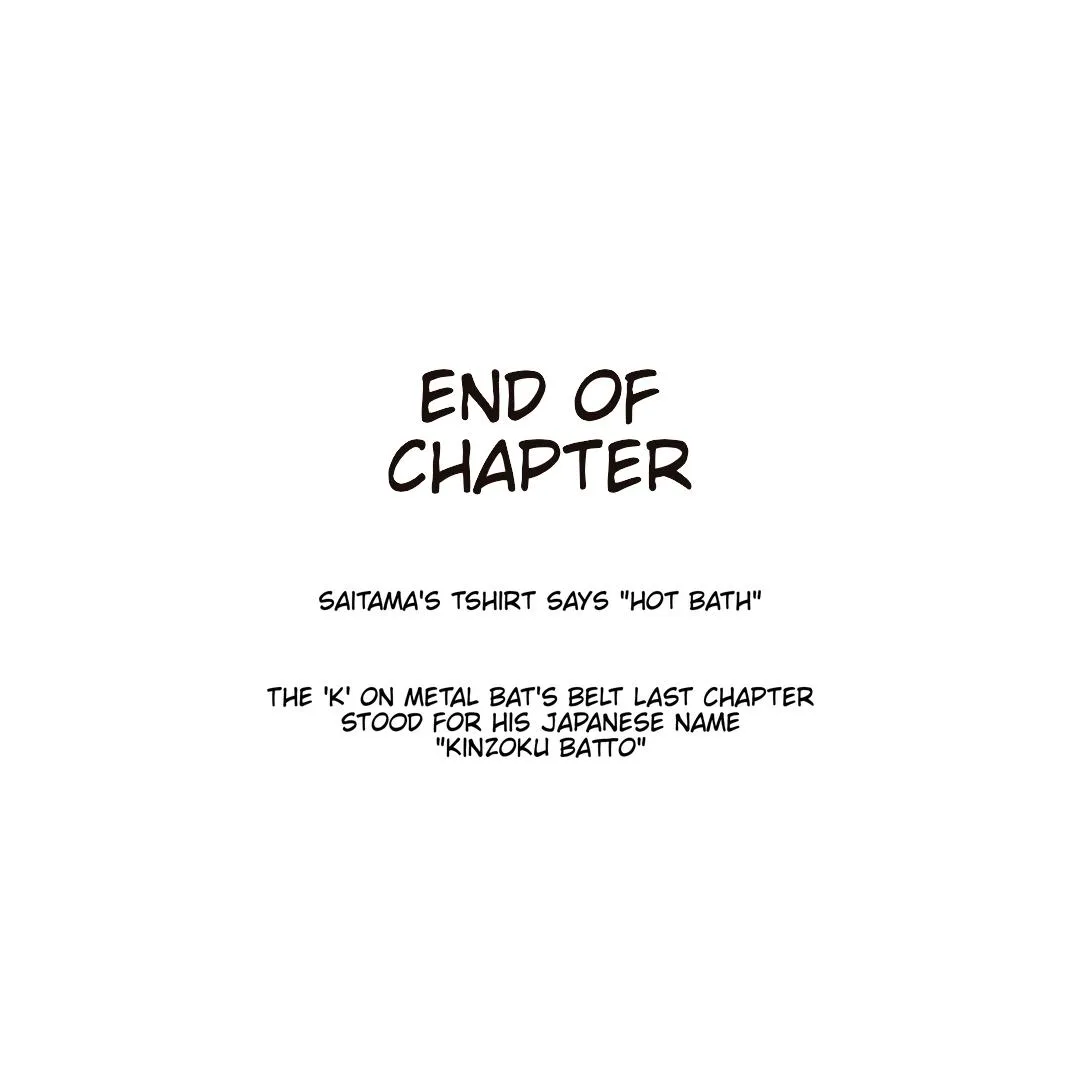 END OF
CHAPTER
SAITAMA'S TSHIRT SAYS "HOT BATH"
THE 'K' ON METAL BAT'S BELT LAST CHAPTER
STOOD FOR HIS JAPANESE NAME
"KINZOKU BATTO"